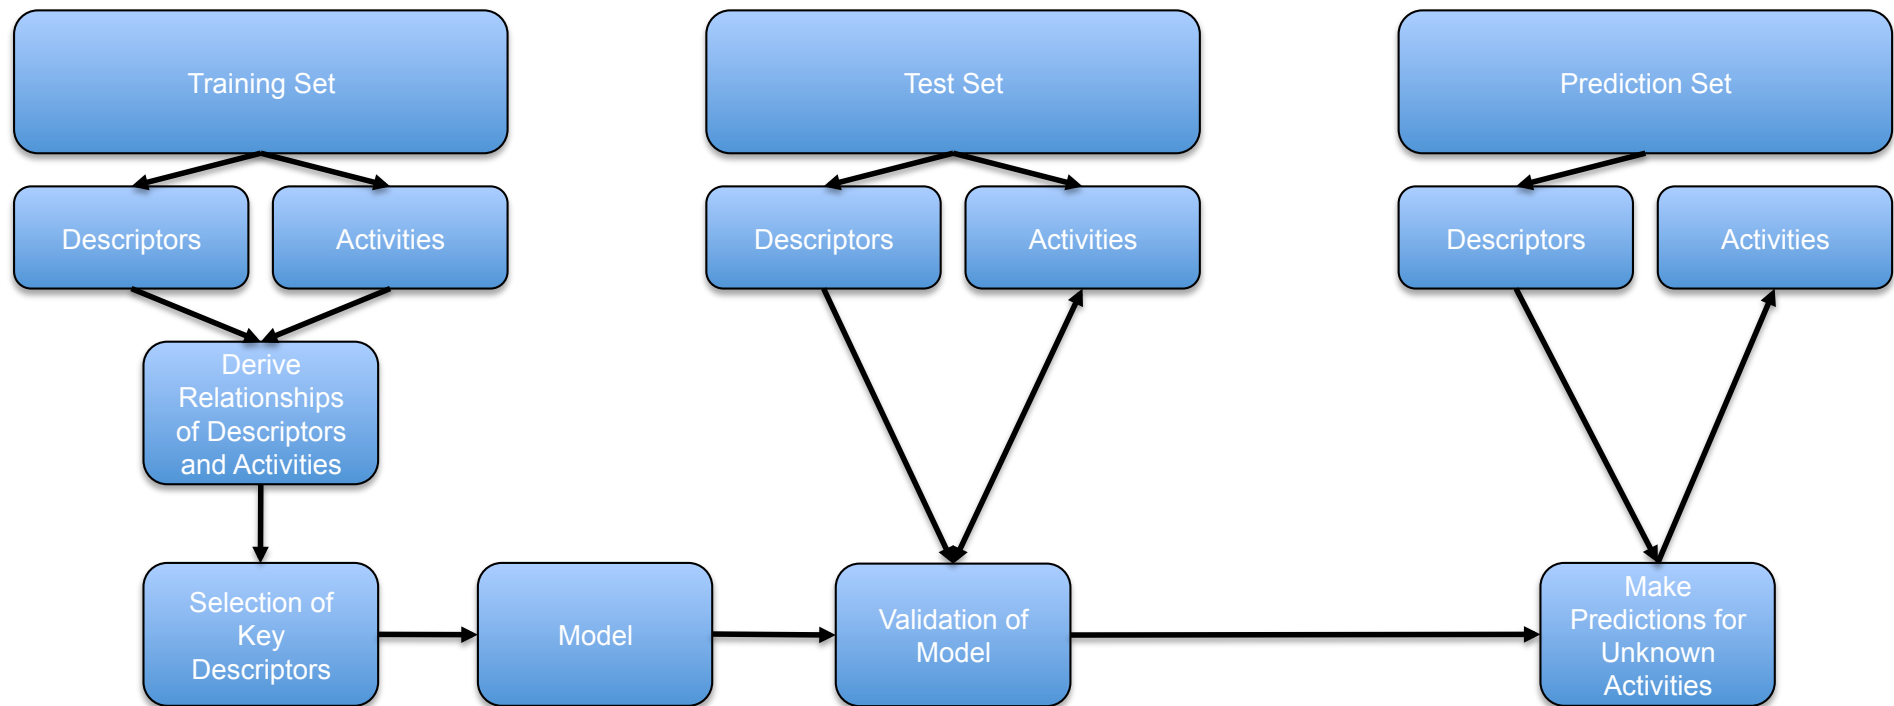 Training Set
Test Set
Prediction Set
Descriptors
Activities
Descriptors
Activities
Descriptors
Activities
Derive
Relationships
of Descriptors
and Activities
Selection of
Key
Descriptors
Model
Validation of
Model
Make
Predictions for
Unknown
Activities